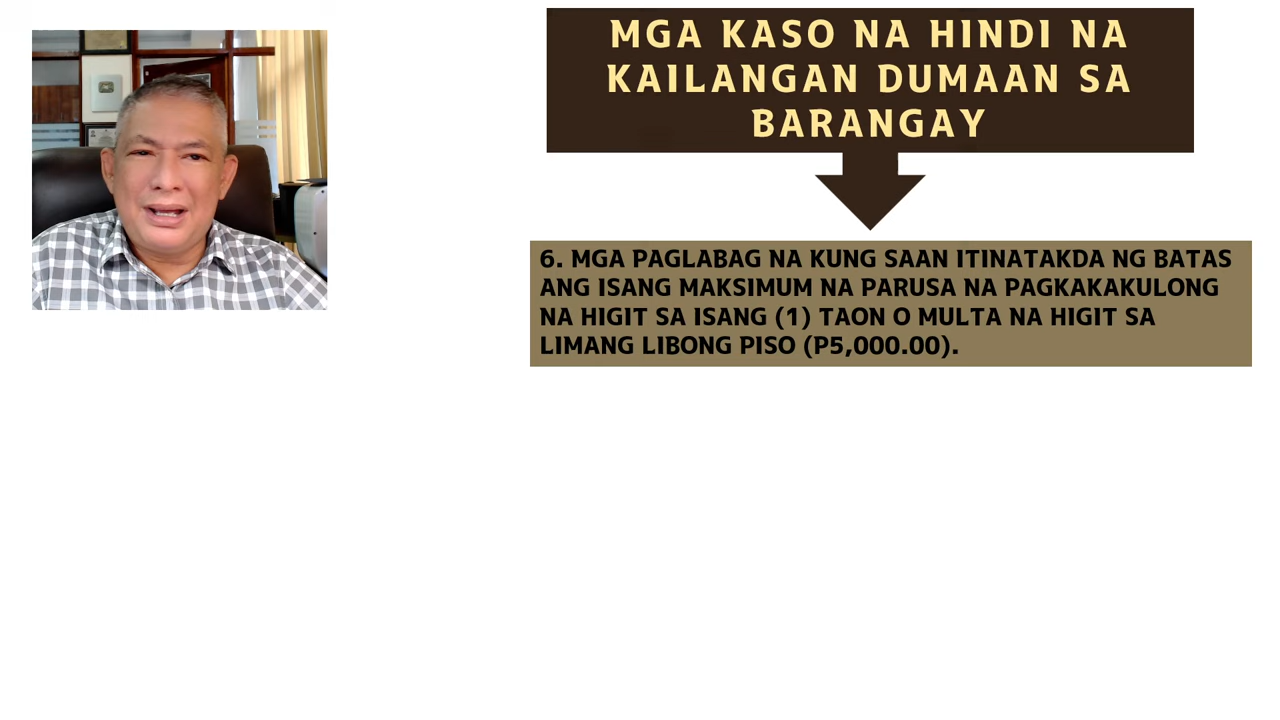 MGA KASO NA HINDI NA
KAILANGAN DUMAAN SA
BARANGAY
6. MGA PAGLABAG NA KUNG SAAN ITINATAKDA NG BATAS
ANG ISANG MAKSIMUM NA PARUSA NA PAGKAKAKULONG
NA HIGIT SA ISANG (1) TAON O MULTA NA HIGIT SA
LIMANG LIBONG PISO (P5,000.00).